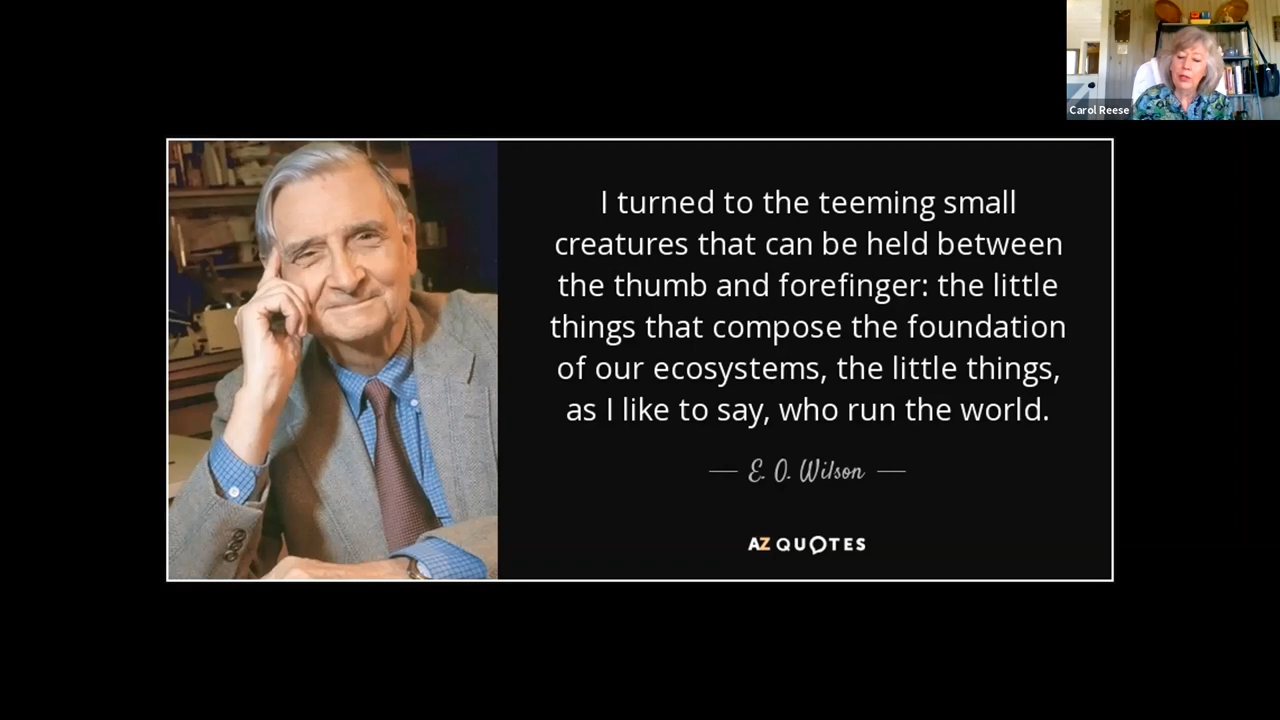 Carol Reese
I turned to the teeming small
creatures that can be held between
the thumb and forefinger: the little
things that compose the foundation
of our ecosystems, the little things,
as I like to say, who run the world.
E. O. Wilson
AZ QUOTES